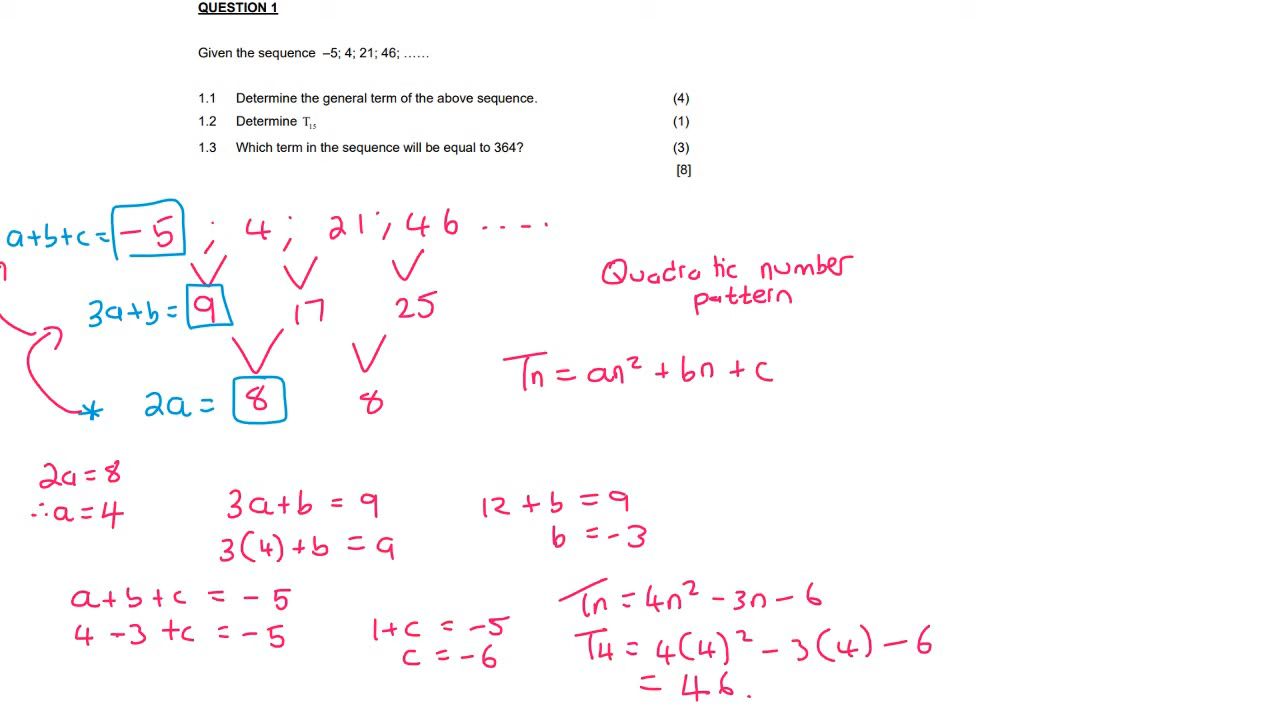 QUESTION 1
Given the sequence –5; 4; 21; 46; ……
1.1 Determine the general term of the above sequence. (4)
1.2 Determine T₁₅ (1)
1.3 Which term in the sequence will be equal to 364? (3)
[8]
a+b+c = -5 ; 4 ; 21 ; 46 .....
Quadratic number
pattern
3a+b = 9 17 25
Tn = an² + bn + c
* 2a = 8 8
2a = 8
∴a = 4
3a+b = 9
3(4)+b = 9
12 + b = 9
b = -3
a+b+c = -5
4 -3 +c = -5
1+c = -5
c = -6
Tn = 4n² - 3n - 6
T4 = 4(4)² - 3(4) - 6
= 46.